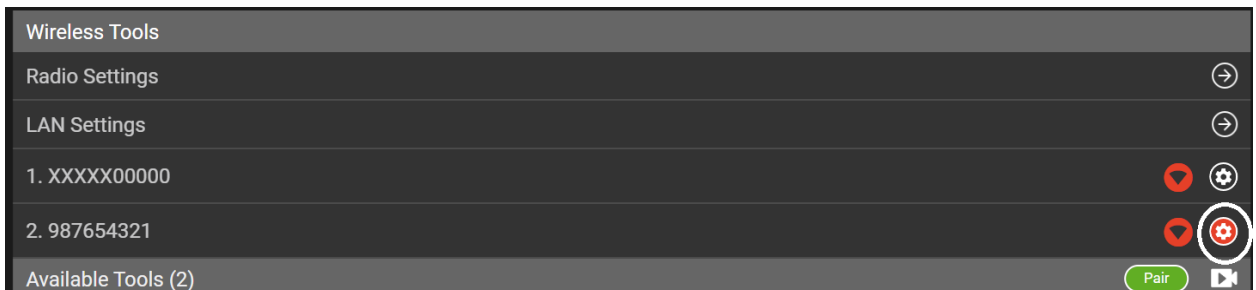 Wireless Tools
Radio Settings
LAN Settings
1. XXXXX00000
2. 987654321
Available Tools (2) Pair